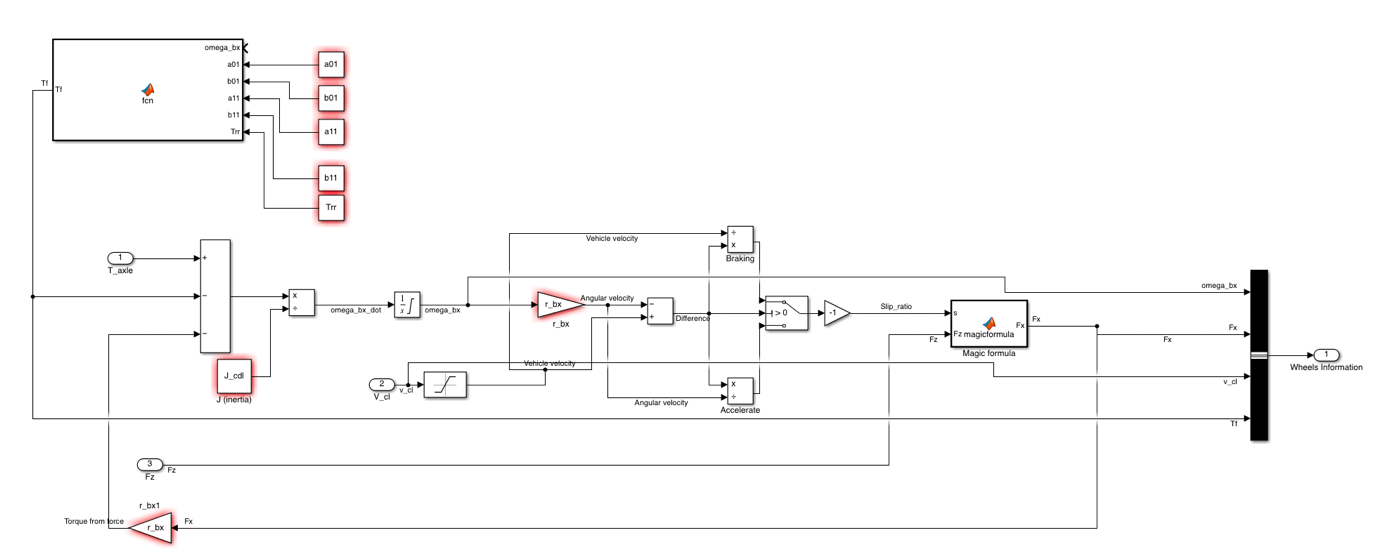 omega_bx
a01
a01
Tf
Tf
b01
b01
fcn
a11
b11
a11
Trr
b11
Trr
Vehicle velocity
÷
x
Braking
1
T_axle
+
−
−
x
÷
omega_bx_dot
1
s
omega_bx
r_bx
r_bx
Angular velocity
−
+
Difference
> 0
-1
Slip_ratio
s
Fz
Fz
magicformula
Fx
Magic formula
Fx
omega_bx
Fx
Fx
1
Wheels Information
J_cdl
J (inertia)
2
V_cl
v_cl
Vehicle velocity
x
÷
Accelerate
Angular velocity
v_cl
Tf
3
Fz
Fz
r_bx1
r_bx
Torque from force
Fx